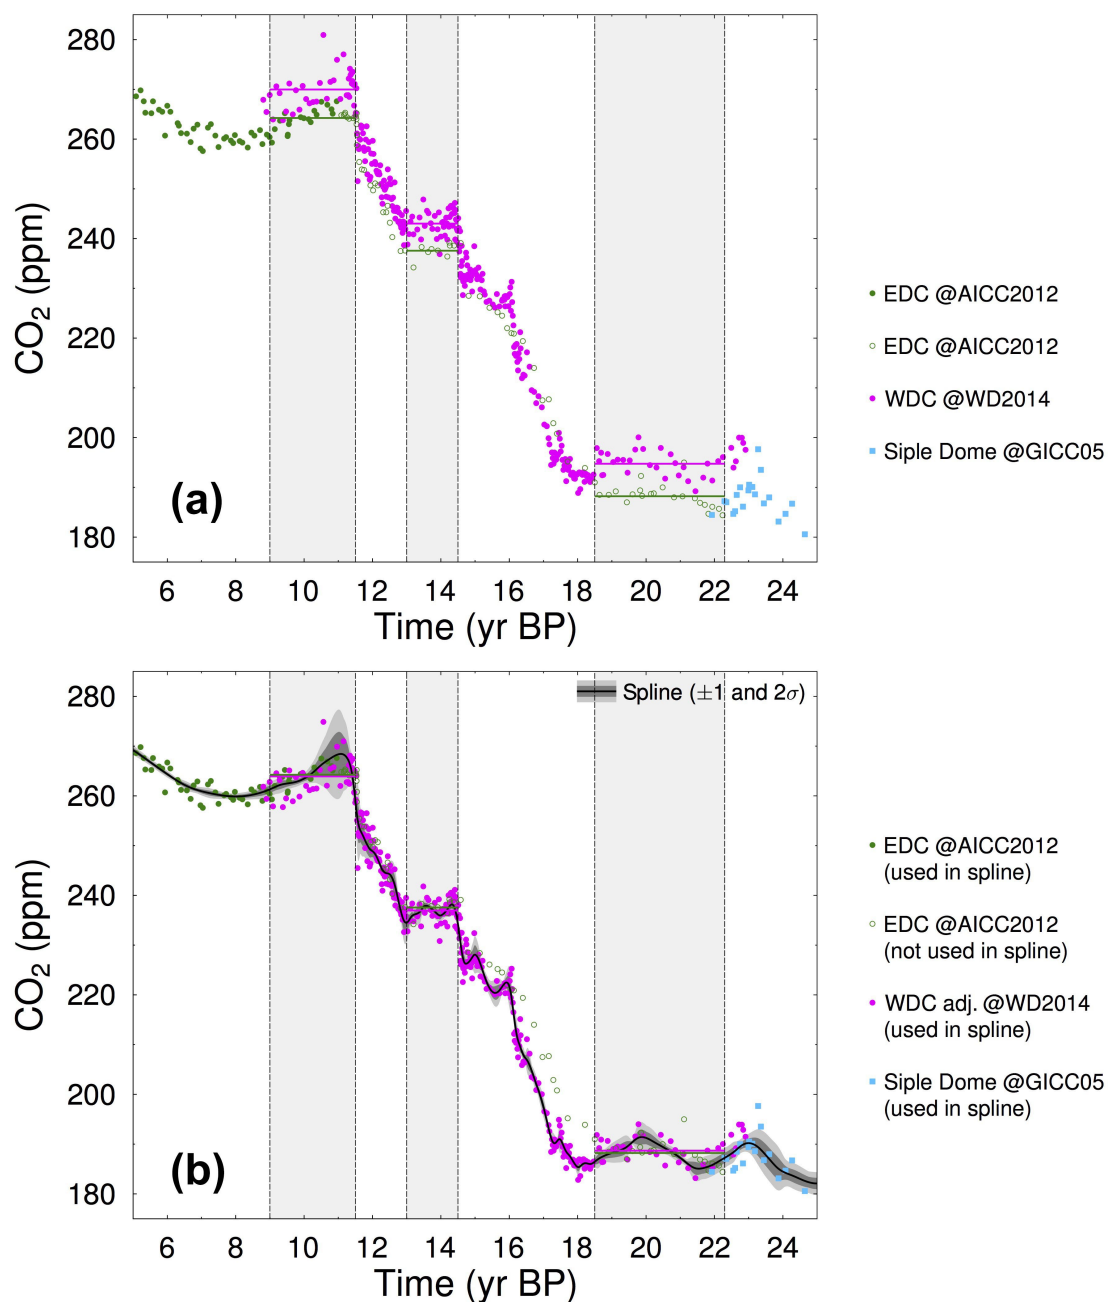 280
260
240
220
200
180
CO2 (ppm)
(a)
6 8 10 12 14 16 18 20 22 24
Time (yr BP)
EDC @AICC2012
EDC @AICC2012
WDC @WD2014
Siple Dome @GICC05
Spline (±1 and 2σ)
280
260
240
220
200
180
CO2 (ppm)
(b)
6 8 10 12 14 16 18 20 22 24
Time (yr BP)
EDC @AICC2012
(used in spline)
EDC @AICC2012
(not used in spline)
WDC adj. @WD2014
(used in spline)
Siple Dome @GICC05
(used in spline)